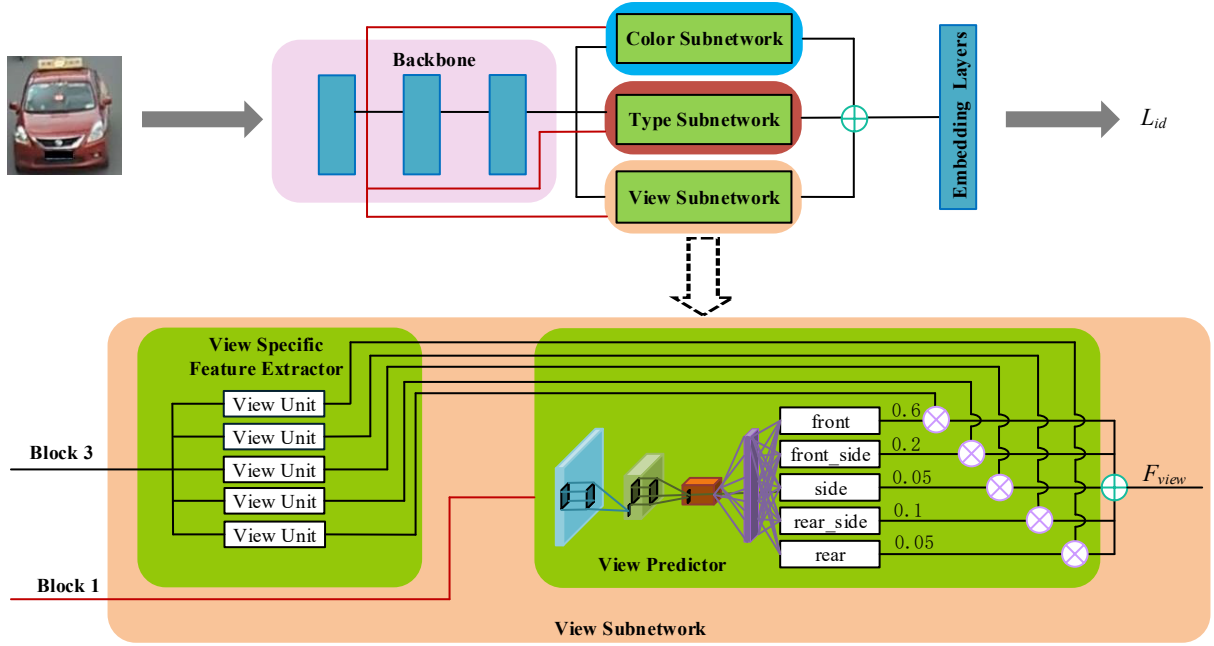 Color Subnetwork
Backbone
Type Subnetwork
View Subnetwork
Embedding Layers
L_id
View Specific
Feature Extractor
View Unit
View Unit
View Unit
View Unit
View Unit
Block 3
Block 1
front
0.6
front_side
0.2
side
0.05
rear_side
0.1
rear
0.05
View Predictor
F_view
View Subnetwork